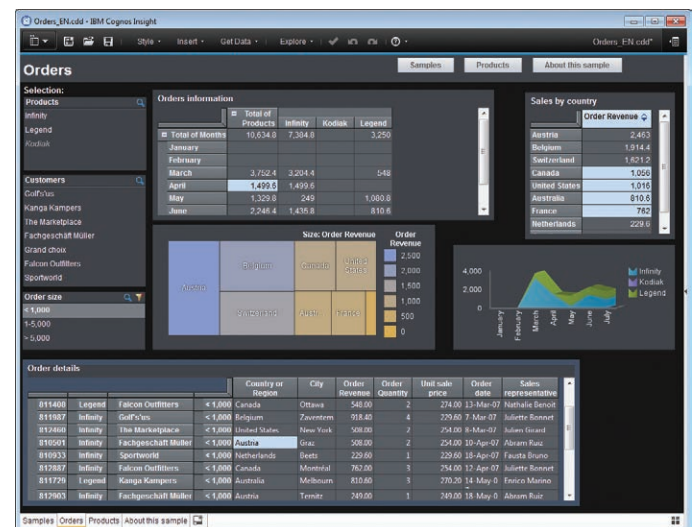 Orders_EN.cdd - IBM Cognos Insight
Style Insert Get Data Explore Orders_EN.cdd*
Orders Samples Products About this sample
Selection:
Products
Infinity
Legend
Kodiak
Customers
Golf's'us
Kanga Kampers
The Marketplace
Fachgeschäft Müller
Grand choix
Falcon Outfitters
Sportworld
Order size
< 1,000
1-5,000
> 5,000
Orders information
Total of Products Infinity Kodiak Legend
Total of Months 10,634.8 7,384.8 3,250
January
February
March 3,752.4 3,204.4 548
April 1,499.6 1,499.6
May 1,329.8 249 1,080.8
June 2,246.4 1,435.8 810.6
Sales by country
Order Revenue
Austria 2,463
Belgium 1,914.4
Switzerland 1,621.2
Canada 1,056
United States 1,016
Australia 810.6
France 762
Netherlands 229.6
Size: Order Revenue
Austria
Belgium
Canada
United States
Switzerland
Austr
France
Order Revenue
2,500
2,000
1,500
1,000
500
0
4,000
2,000
0
January
February
March
April
May
June
July
Infinity
Kodiak
Legend
Order details
Country or Region City Order Revenue Order Quantity Unit sale price Order date Sales representative
811400 Legend Falcon Outfitters < 1,000 Canada Ottawa 548.00 2 274.00 13-Mar-07 Nathalie Benoit
811987 Infinity Golf's'us < 1,000 Belgium Zaventem 918.40 4 229.60 7-Mar-07 Juliette Bonnet
812460 Infinity The Marketplace < 1,000 United States New York 508.00 2 254.00 8-Mar-07 Julien Girard
810501 Infinity Fachgeschäft Müller < 1,000 Austria Graz 508.00 2 254.00 10-Apr-07 Abram Ruiz
810933 Infinity Sportworld < 1,000 Netherlands Beets 229.60 1 229.60 18-Apr-07 Fausta Bruno
812887 Infinity Falcon Outfitters < 1,000 Canada Montréal 762.00 3 254.00 12-Apr-07 Juliette Bonnet
811729 Legend Kanga Kampers < 1,000 Australia Melbourn 810.60 3 270.20 14-May-0 Enrico Marino
812903 Infinity Fachgeschäft Müller < 1,000 Austria Ternitz 249.00 1 249.00 18-May-0 Abram Ruiz
Samples Orders Products About this sample